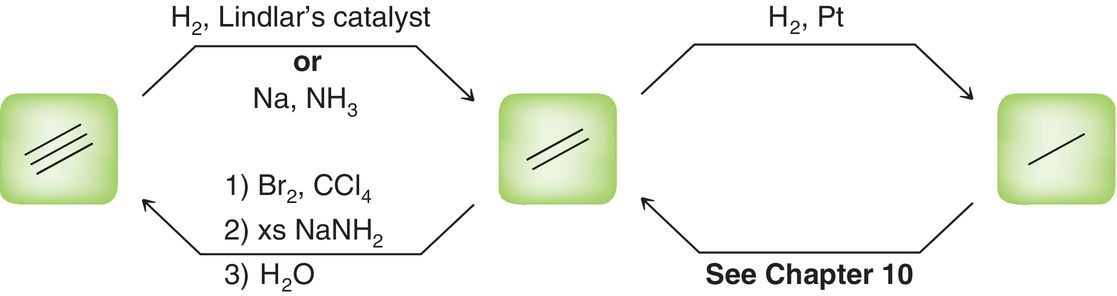 H₂, Lindlar's catalyst
or
Na, NH₃
1) Br₂, CCl₄
2) xs NaNH₂
3) H₂O
H₂, Pt
See Chapter 10